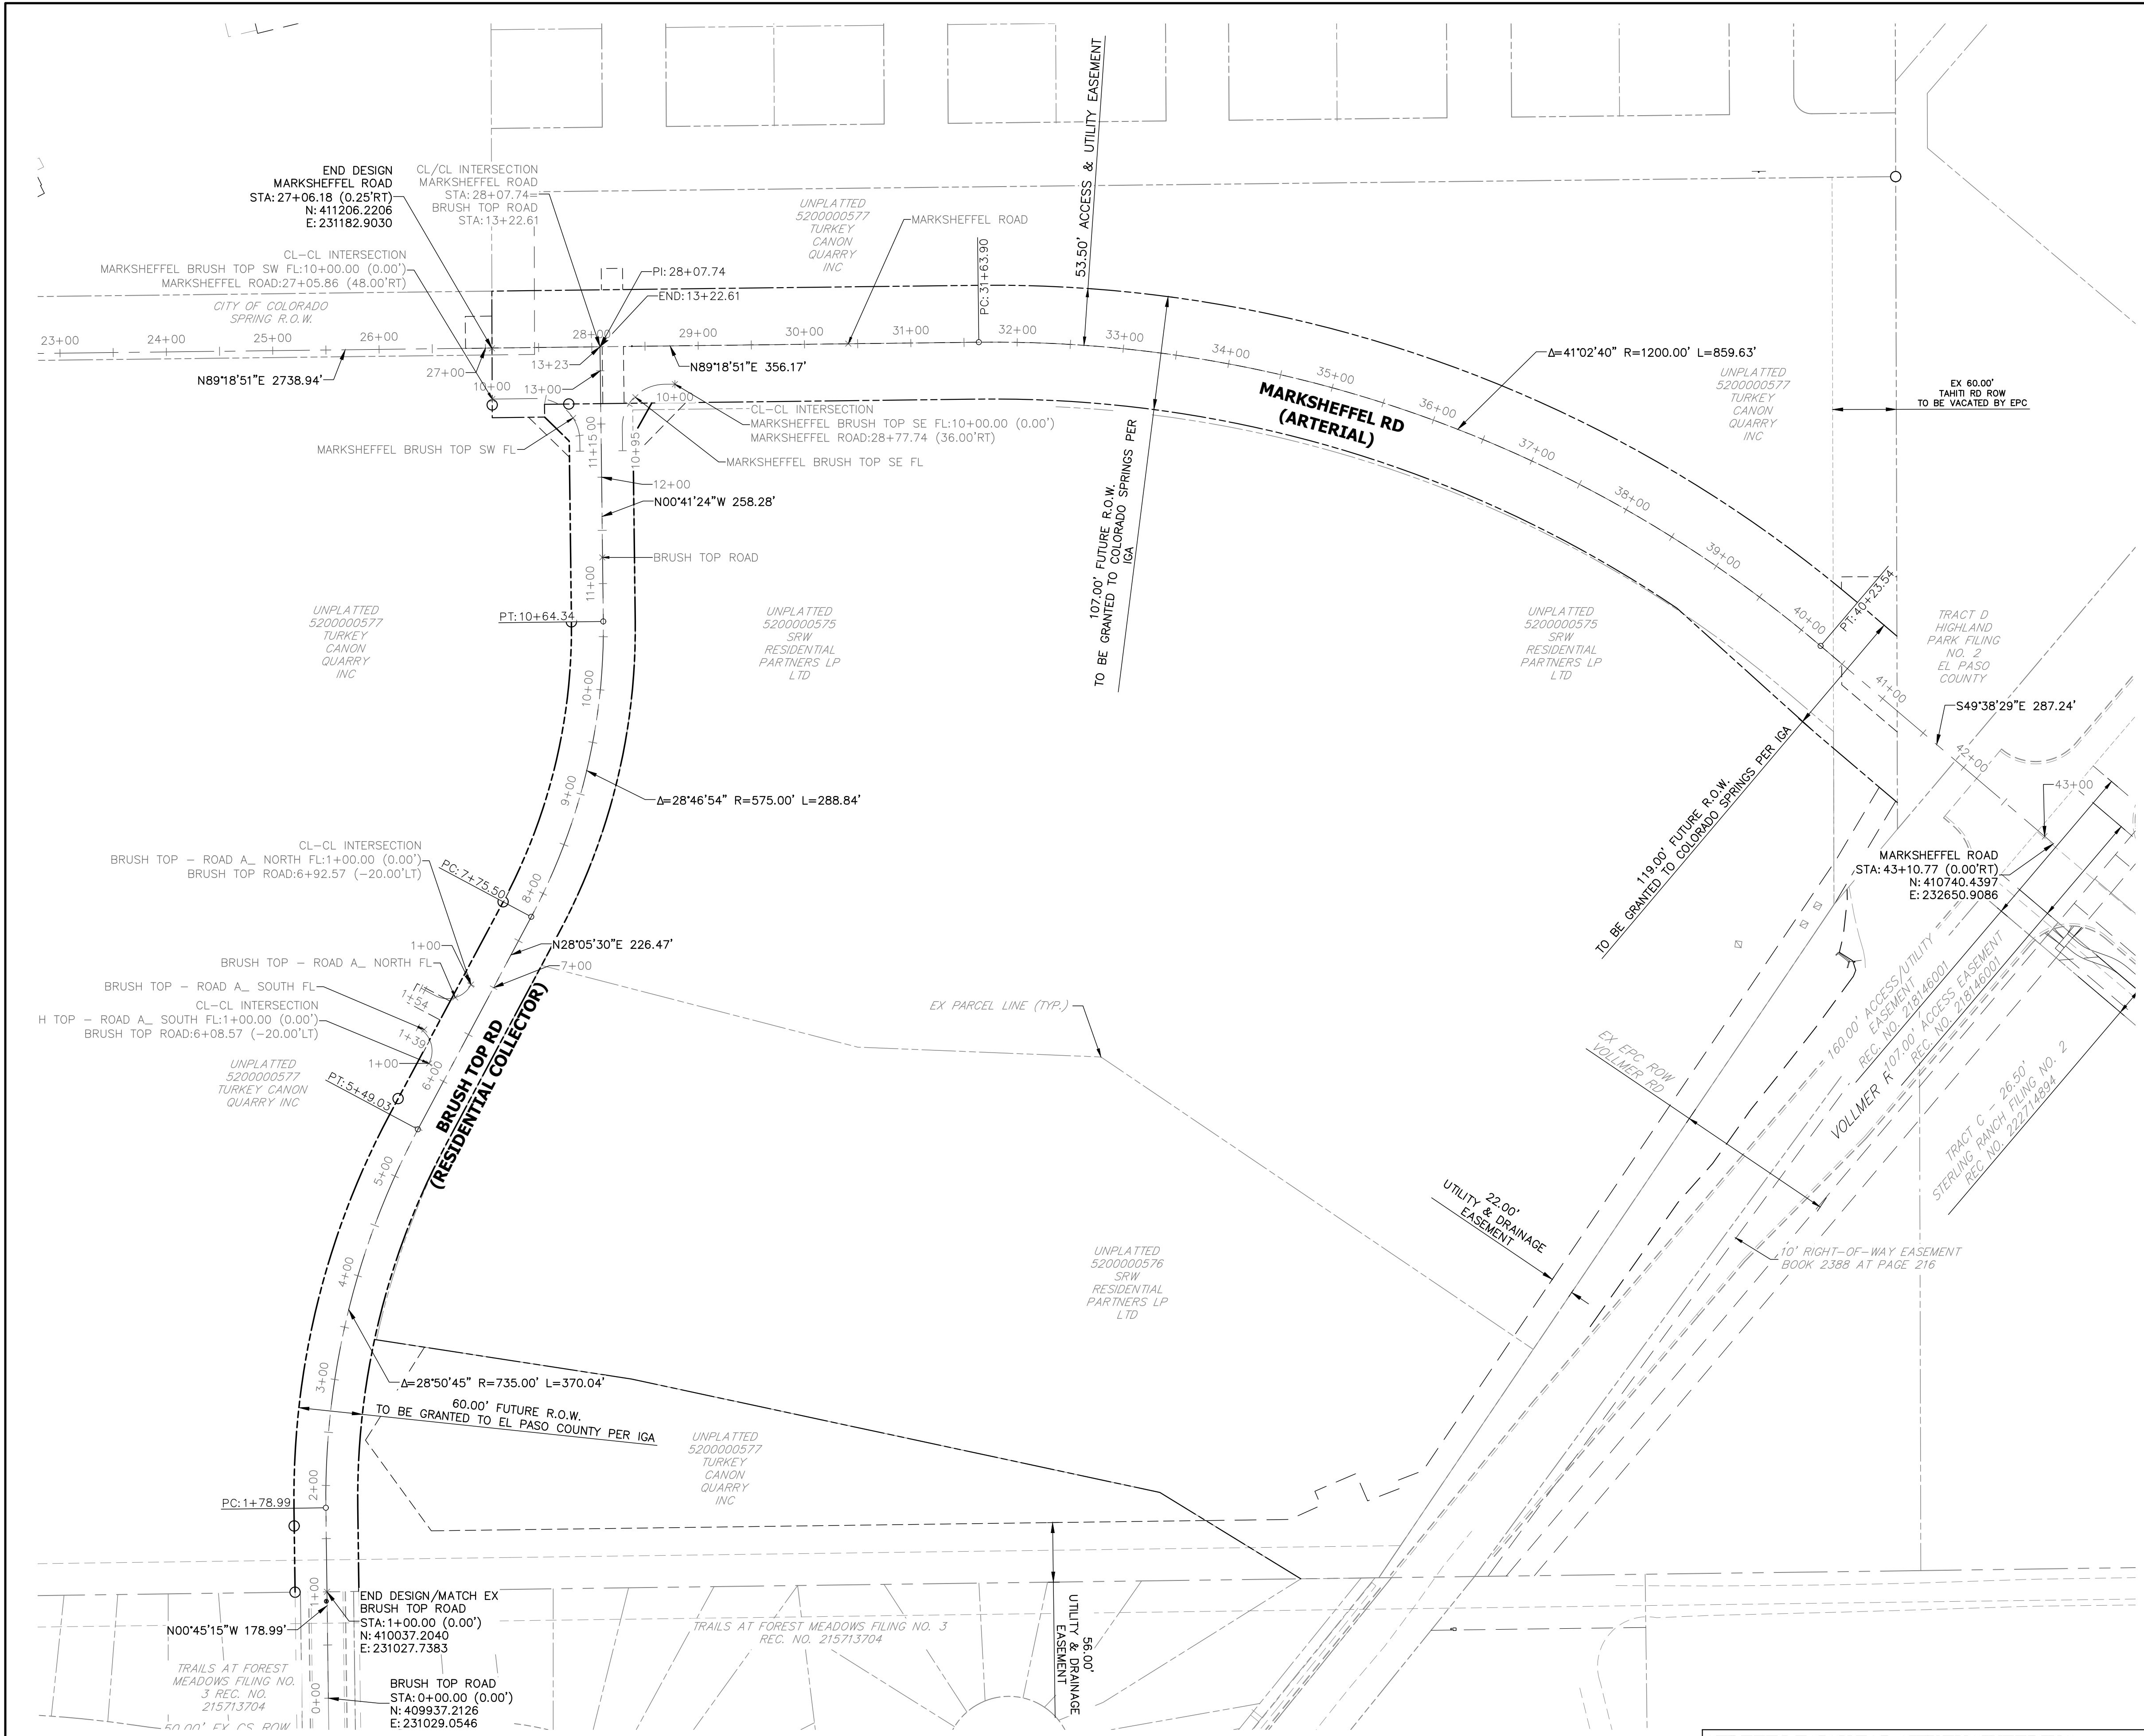 END DESIGN
MARKSHEFFEL ROAD
STA: 27+06.18 (0.25'RT)
N: 411206.2206
E: 231182.9030
CL/CL INTERSECTION
MARKSHEFFEL ROAD
STA: 28+07.74=
BRUSH TOP ROAD
STA: 13+22.61
CL-CL INTERSECTION
MARKSHEFFEL BRUSH TOP SW FL:10+00.00 (0.00')
MARKSHEFFEL ROAD:27+05.86 (48.00'RT)
CITY OF COLORADO
SPRING R.O.W.
UNPLATTED
5200000577
TURKEY
CANON
QUARRY
INC
MARKSHEFFEL ROAD
PI: 28+07.74
END: 13+22.61
PC: 31+63.90
53.50' ACCESS & UTILITY EASEMENT
23+00
24+00
25+00
26+00
27+00
28+00
29+00
30+00
31+00
32+00
33+00
34+00
35+00
36+00
37+00
38+00
39+00
40+00
41+00
42+00
43+00
N89°18'51"E 2738.94'
13+23
13+00
10+00
N89°18'51"E 356.17'
10+00
CL-CL INTERSECTION
MARKSHEFFEL BRUSH TOP SE FL:10+00.00 (0.00')
MARKSHEFFEL ROAD:28+77.74 (36.00'RT)
MARKSHEFFEL BRUSH TOP SW FL
MARKSHEFFEL BRUSH TOP SE FL
10+95
12+00
N00°41'24"W 258.28'
BRUSH TOP ROAD
Δ=41°02'40" R=1200.00' L=859.63'
MARKSHEFFEL RD
(ARTERIAL)
UNPLATTED
5200000577
TURKEY
CANON
QUARRY
INC
EX 60.00'
TAHITI RD ROW
TO BE VACATED BY EPC
107.00' FUTURE R.O.W.
TO BE GRANTED TO COLORADO SPRINGS PER
IGA
UNPLATTED
5200000577
TURKEY
CANON
QUARRY
INC
PT: 10+64.34
11+00
10+00
9+00
8+00
UNPLATTED
5200000575
SRW
RESIDENTIAL
PARTNERS LP
LTD
UNPLATTED
5200000575
SRW
RESIDENTIAL
PARTNERS LP
LTD
PT: 40+23.54
TRACT D
HIGHLAND
PARK FILING
NO. 2
EL PASO
COUNTY
S49°38'29"E 287.24'
119.00' FUTURE R.O.W.
TO BE GRANTED TO COLORADO SPRINGS PER IGA
MARKSHEFFEL ROAD
STA: 43+10.77 (0.00'RT)
N: 410740.4397
E: 232650.9086
Δ=28°46'54" R=575.00' L=288.84'
CL-CL INTERSECTION
BRUSH TOP - ROAD A_ NORTH FL:1+00.00 (0.00')
BRUSH TOP ROAD:6+92.57 (-20.00'LT)
PC: 7+75.50
N28°05'30"E 226.47'
1+00
7+00
BRUSH TOP - ROAD A_ NORTH FL
BRUSH TOP - ROAD A_ SOUTH FL
1+54
CL-CL INTERSECTION
H TOP - ROAD A_ SOUTH FL:1+00.00 (0.00')
BRUSH TOP ROAD:6+08.57 (-20.00'LT)
1+39
1+00
6+00
UNPLATTED
5200000577
TURKEY CANON
QUARRY INC
PT: 5+49.03
BRUSH TOP RD
(RESIDENTIAL COLLECTOR)
EX PARCEL LINE (TYP.)
EX EPC ROW
VOLLMER RD
160.00' ACCESS/UTILITY
EASEMENT
REC. NO. 218146001
107.00' ACCESS EASEMENT
REC. NO. 218146001
VOLLMER R
TRACT C - 26.50'
STERLING RANCH FILING NO. 2
REC NO. 222714894
5+00
4+00
3+00
2+00
22.00'
UTILITY & DRAINAGE
EASEMENT
10' RIGHT-OF-WAY EASEMENT
BOOK 2388 AT PAGE 216
UNPLATTED
5200000576
SRW
RESIDENTIAL
PARTNERS LP
LTD
Δ=28°50'45" R=735.00' L=370.04'
60.00' FUTURE R.O.W.
TO BE GRANTED TO EL PASO COUNTY PER IGA
UNPLATTED
5200000577
TURKEY
CANON
QUARRY
INC
PC: 1+78.99
1+00
END DESIGN/MATCH EX
BRUSH TOP ROAD
STA: 1+00.00 (0.00')
N: 410037.2040
E: 231027.7383
N00°45'15"W 178.99'
TRAILS AT FOREST MEADOWS FILING NO. 3
REC. NO. 215713704
56.00'
UTILITY & DRAINAGE
EASEMENT
TRAILS AT FOREST
MEADOWS FILING NO.
3 REC. NO.
215713704
50.00' EX CS ROW
0+00
BRUSH TOP ROAD
STA: 0+00.00 (0.00')
N: 409937.2126
E: 231029.0546